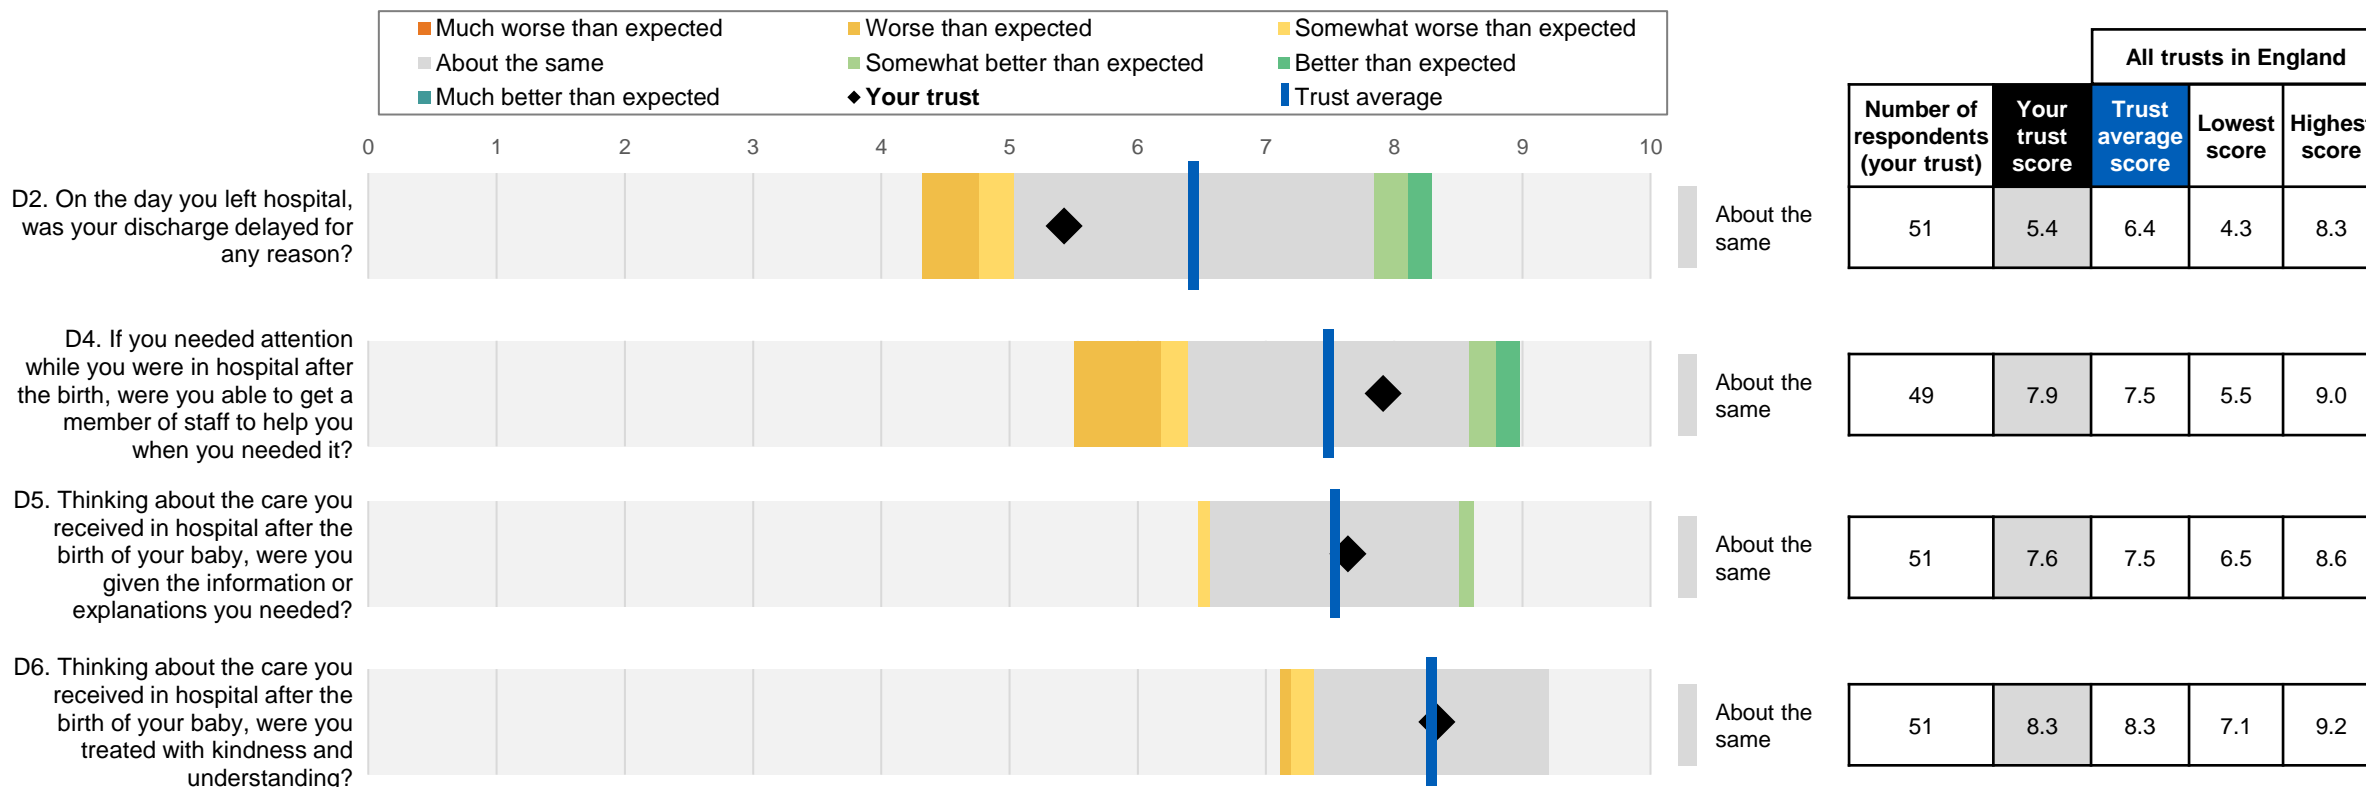 Much worse than expected
Worse than expected
Somewhat worse than expected
About the same
Somewhat better than expected
Better than expected
Much better than expected
Your trust
Trust average
All trusts in England
Number of respondents (your trust)
Your trust score
Trust average score
Lowest score
Highest score
0 1 2 3 4 5 6 7 8 9 10
D2. On the day you left hospital,
was your discharge delayed for
any reason?
About the
same
51 5.4 6.4 4.3 8.3
D4. If you needed attention
while you were in hospital after
the birth, were you able to get a
member of staff to help you
when you needed it?
About the
same
49 7.9 7.5 5.5 9.0
D5. Thinking about the care you
received in hospital after the
birth of your baby, were you
given the information or
explanations you needed?
About the
same
51 7.6 7.5 6.5 8.6
D6. Thinking about the care you
received in hospital after the
birth of your baby, were you
treated with kindness and
understanding?
About the
same
51 8.3 8.3 7.1 9.2